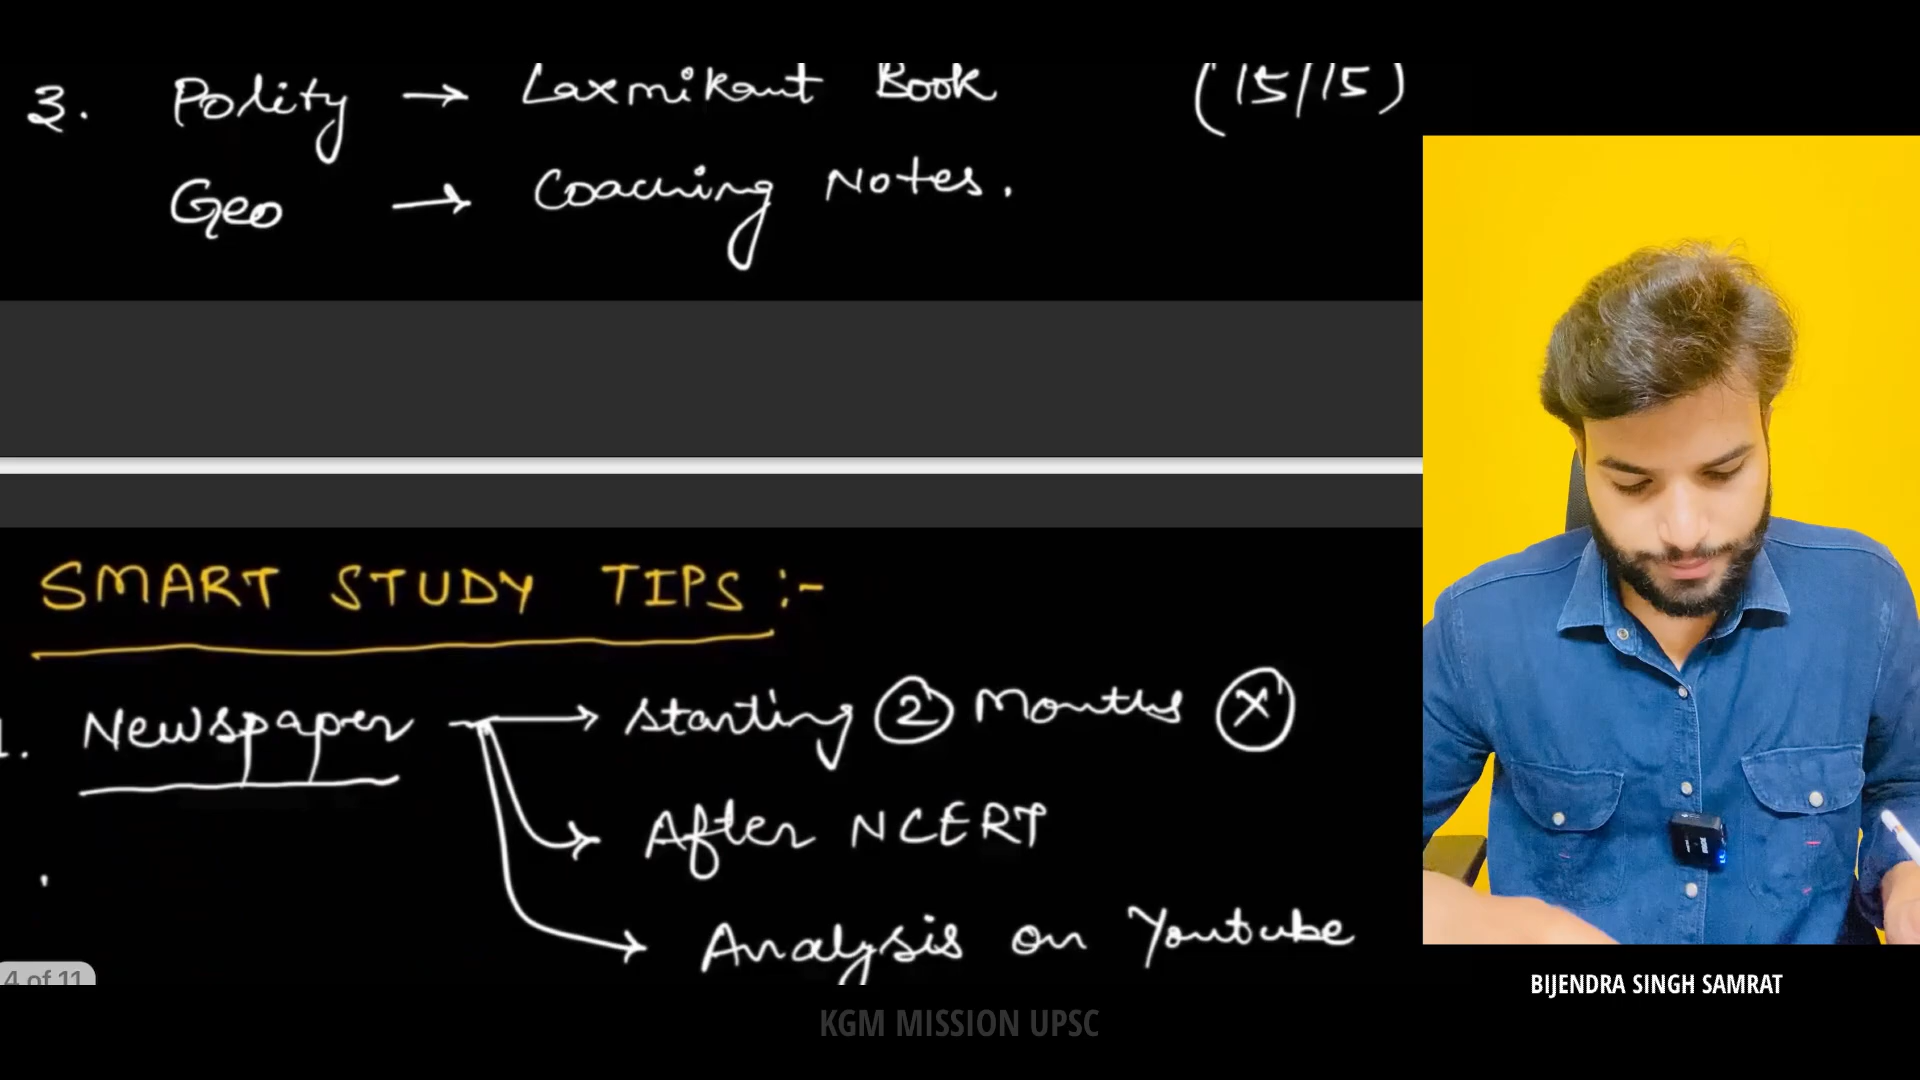 3. Polity → Laxmikant Book (15/15)
Geo → Coaching Notes.
SMART STUDY TIPS :-
1. Newspaper → starting 2 Months X
→ After NCERT
→ Analysis on Youtube
4 of 11
BIJENDRA SINGH SAMRAT
KGM MISSION UPSC